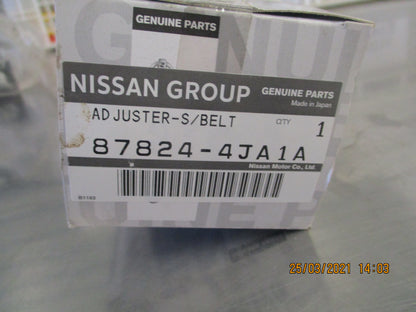 GENUINE PARTS
NISSAN GROUP
GENUINE PARTS
Made in Japan
ADJUSTER-S/BELT
QTY
1
87824-4JA1A
Nissan Motor Co., Ltd.
25/03/2021 14:03